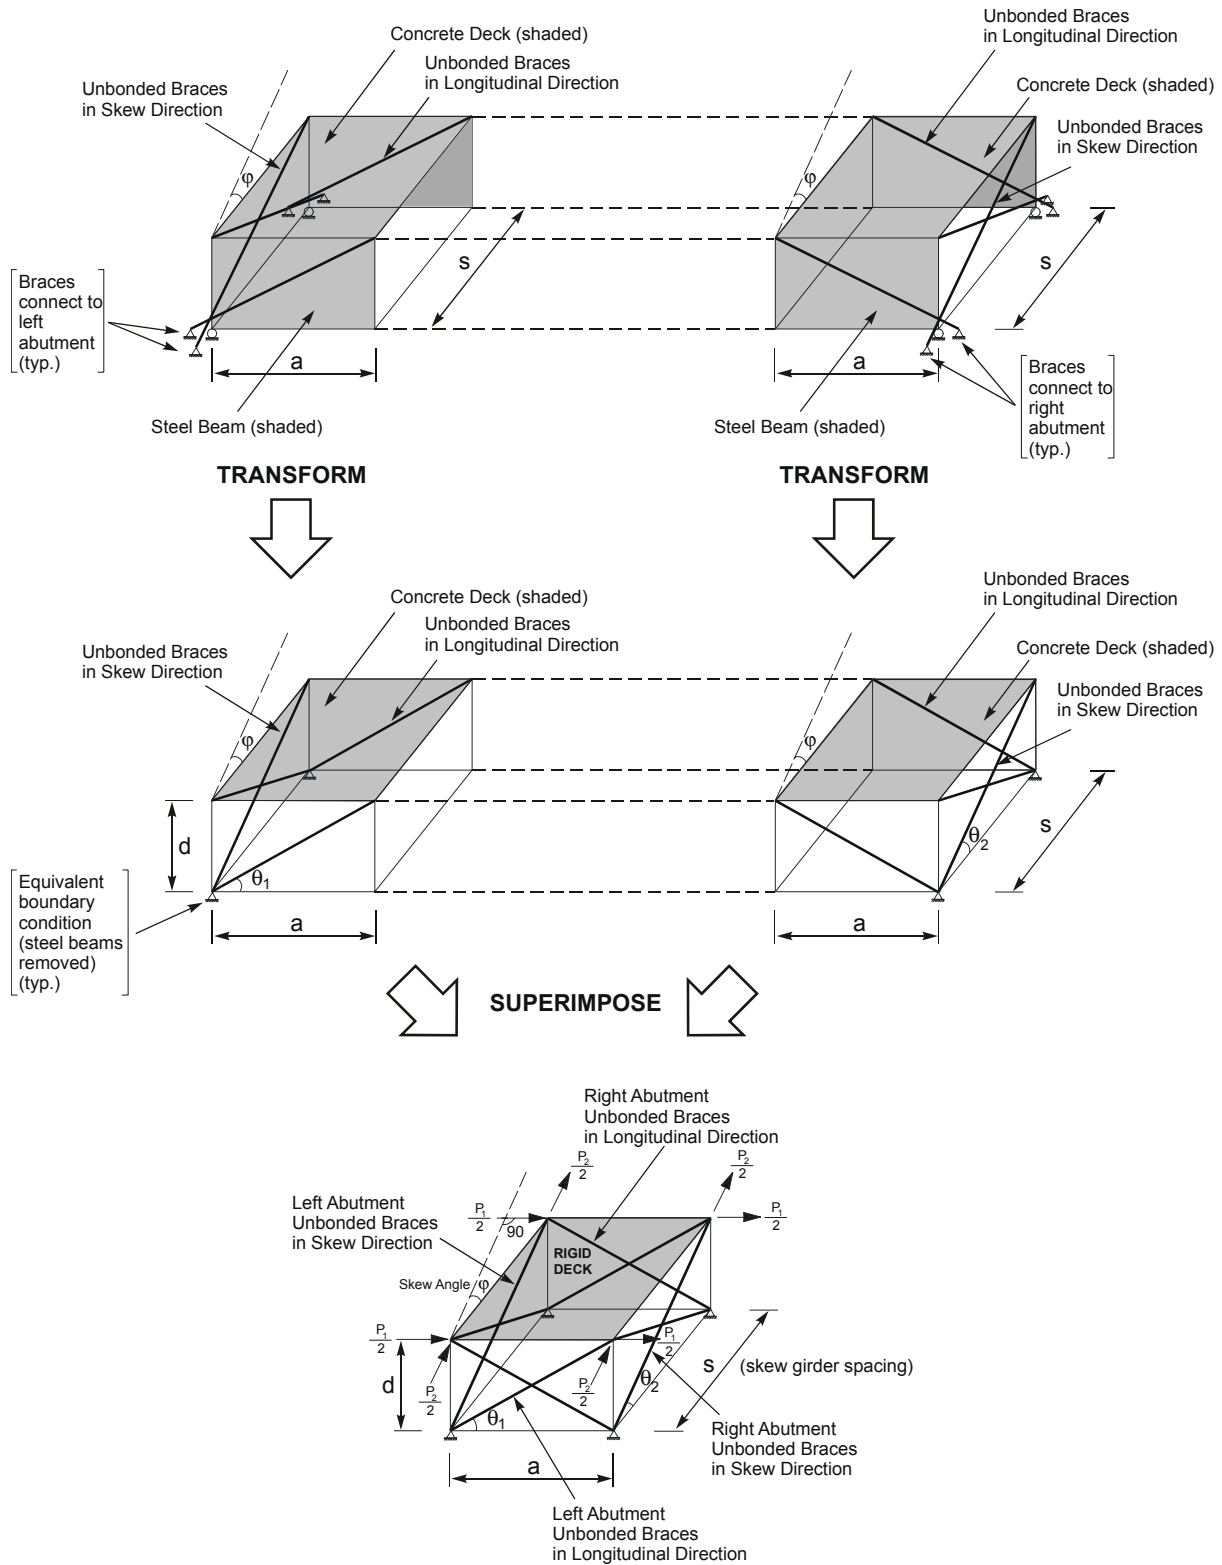 Unbonded Braces
in Longitudinal Direction
Concrete Deck (shaded)
Unbonded Braces
in Longitudinal Direction
Unbonded Braces
in Skew Direction
Concrete Deck (shaded)
Unbonded Braces
in Skew Direction
φ
φ
s
s
Braces
connect to
left
abutment
(typ.)
a
a
Braces
connect to
right
abutment
(typ.)
Steel Beam (shaded)
Steel Beam (shaded)
TRANSFORM
TRANSFORM
Unbonded Braces
in Longitudinal Direction
Concrete Deck (shaded)
Unbonded Braces
in Longitudinal Direction
Unbonded Braces
in Skew Direction
Concrete Deck (shaded)
Unbonded Braces
in Skew Direction
φ
φ
d
θ1
θ2
s
Equivalent
boundary
condition
(steel beams
removed)
(typ.)
a
a
SUPERIMPOSE
Right Abutment
Unbonded Braces
in Longitudinal Direction
P2
2
P2
2
Left Abutment
Unbonded Braces
in Skew Direction
P1
2
90
P1
2
RIGID
DECK
Skew Angle φ
P1
2
P1
2
d
P2
2
P2
2
θ1
θ2
s (skew girder spacing)
a
Right Abutment
Unbonded Braces
in Skew Direction
Left Abutment
Unbonded Braces
in Longitudinal Direction